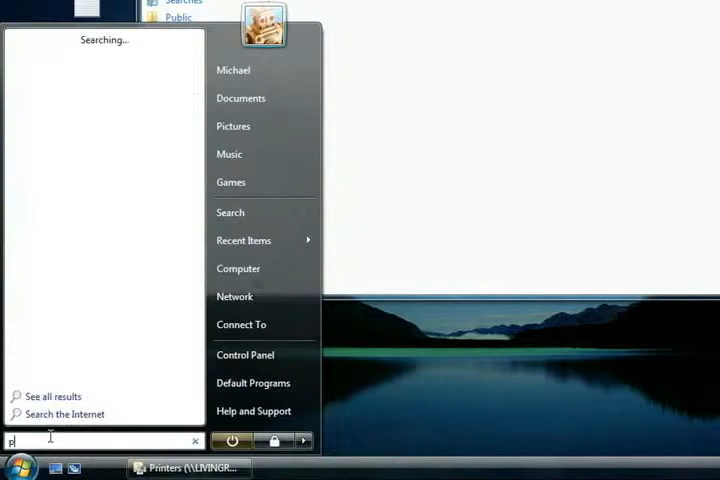 Searches
Public
Searching...
Michael
Documents
Pictures
Music
Games
Search
Recent Items
Computer
Network
Connect To
Control Panel
Default Programs
Help and Support
See all results
Search the Internet
p
Printers (\\LIVINGR...